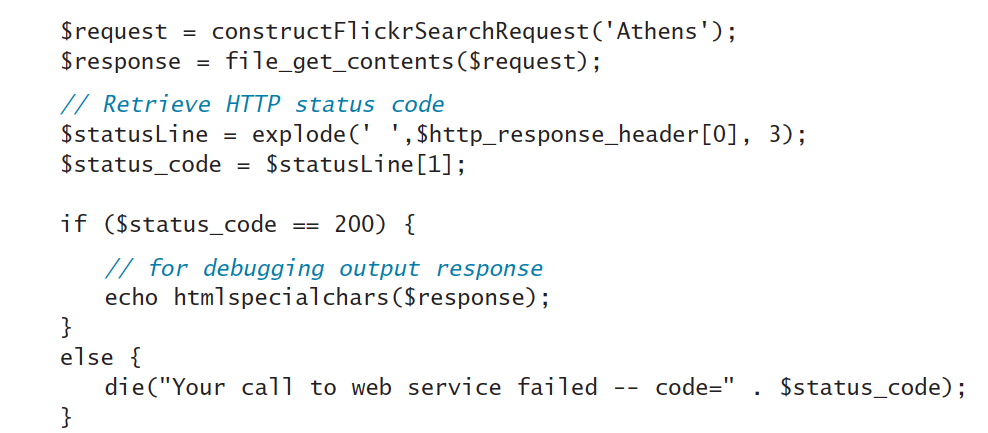 $request = constructFlickrSearchRequest('Athens');
$response = file_get_contents($request);
// Retrieve HTTP status code
$statusLine = explode(' ',$http_response_header[0], 3);
$status_code = $statusLine[1];
if ($status_code == 200) {
// for debugging output response
echo htmlspecialchars($response);
}
else {
die("Your call to web service failed -- code=" . $status_code);
}